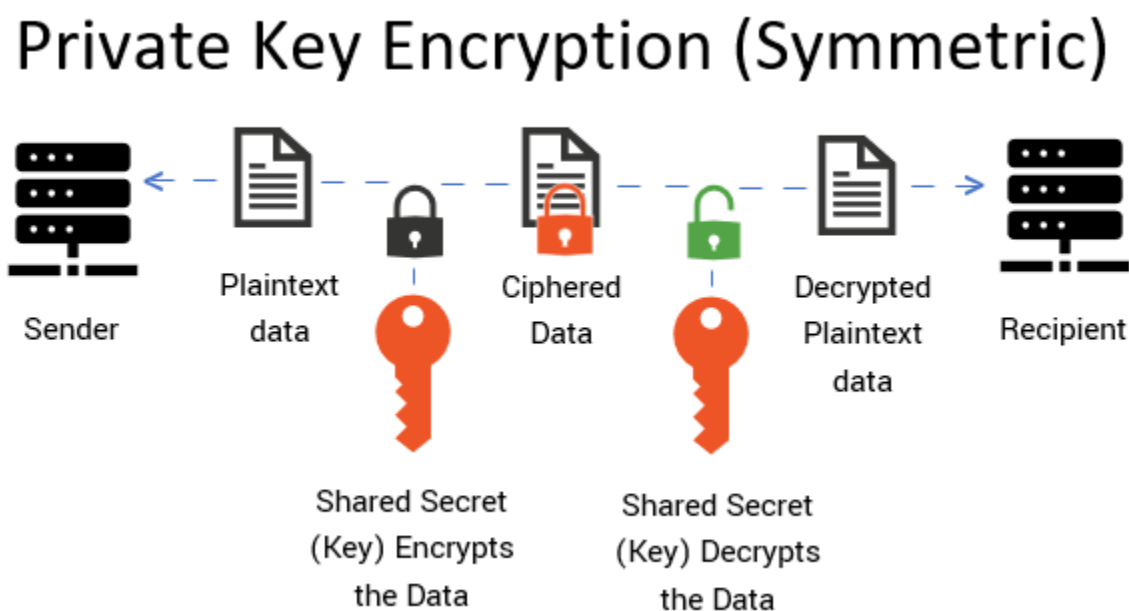 Private Key Encryption (Symmetric)
Sender
Plaintext
data
Ciphered
Data
Decrypted
Plaintext
data
Recipient
Shared Secret
(Key) Encrypts
the Data
Shared Secret
(Key) Decrypts
the Data